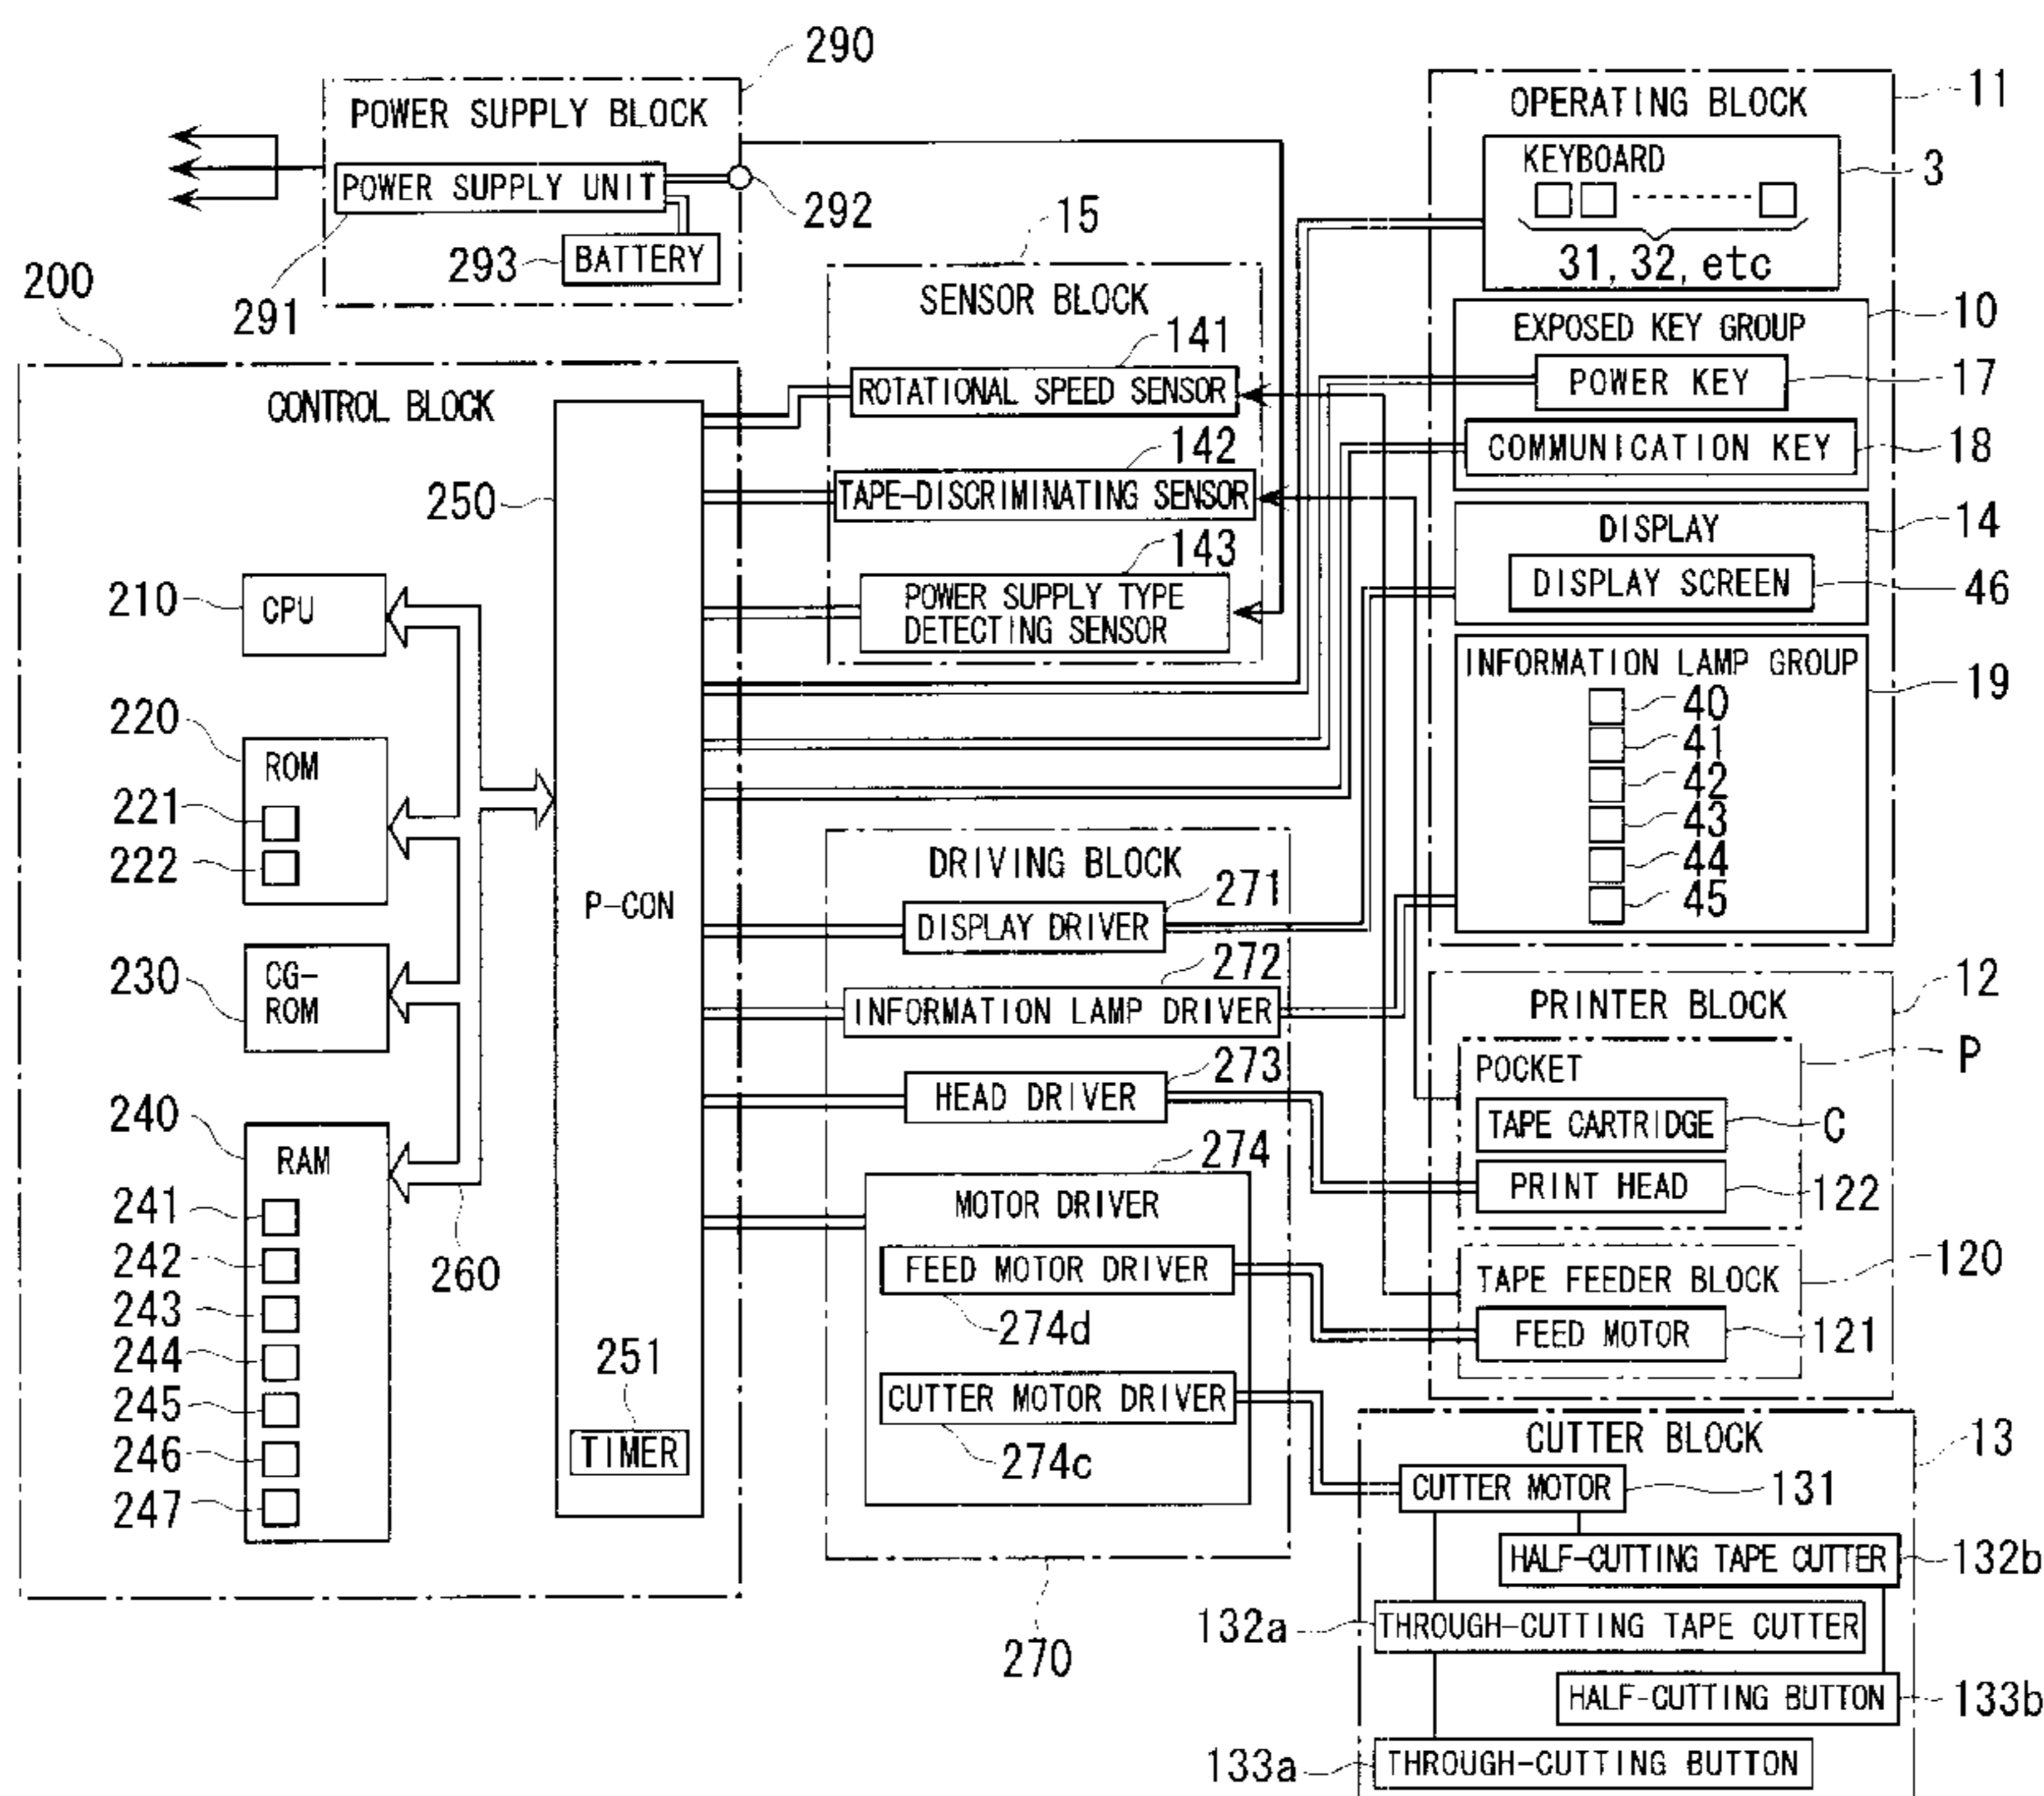 290
POWER SUPPLY BLOCK
POWER SUPPLY UNIT
292
293
BATTERY
291
200
CONTROL BLOCK
250
210
CPU
220
ROM
221
222
230
CG-
ROM
240
RAM
241
242
243
244
245
246
247
260
P-CON
251
TIMER
15
SENSOR BLOCK
141
ROTATIONAL SPEED SENSOR
142
TAPE-DISCRIMINATING SENSOR
143
POWER SUPPLY TYPE
DETECTING SENSOR
DRIVING BLOCK
271
DISPLAY DRIVER
272
INFORMATION LAMP DRIVER
273
HEAD DRIVER
274
MOTOR DRIVER
FEED MOTOR DRIVER
274d
CUTTER MOTOR DRIVER
274c
270
OPERATING BLOCK
11
KEYBOARD
3
31, 32, etc
EXPOSED KEY GROUP
10
POWER KEY
17
COMMUNICATION KEY
18
DISPLAY
14
DISPLAY SCREEN
46
INFORMATION LAMP GROUP
19
40
41
42
43
44
45
PRINTER BLOCK
12
POCKET
P
TAPE CARTRIDGE
C
PRINT HEAD
122
TAPE FEEDER BLOCK
120
FEED MOTOR
121
CUTTER BLOCK
13
CUTTER MOTOR
131
HALF-CUTTING TAPE CUTTER
132b
132a
THROUGH-CUTTING TAPE CUTTER
HALF-CUTTING BUTTON
133b
133a
THROUGH-CUTTING BUTTON